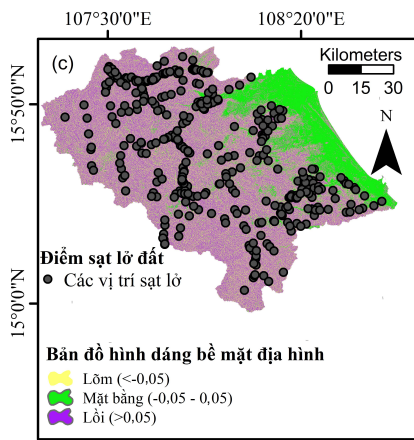 107°30'0"E
108°20'0"E
(c)
Kilometers
0 15 30
N
15°50'0"N
15°0'0"N
Điểm sạt lở đất
Các vị trí sạt lở
Bản đồ hình dáng bề mặt địa hình
Lõm (<-0,05)
Mặt bằng (-0,05 - 0,05)
Lồi (>0,05)